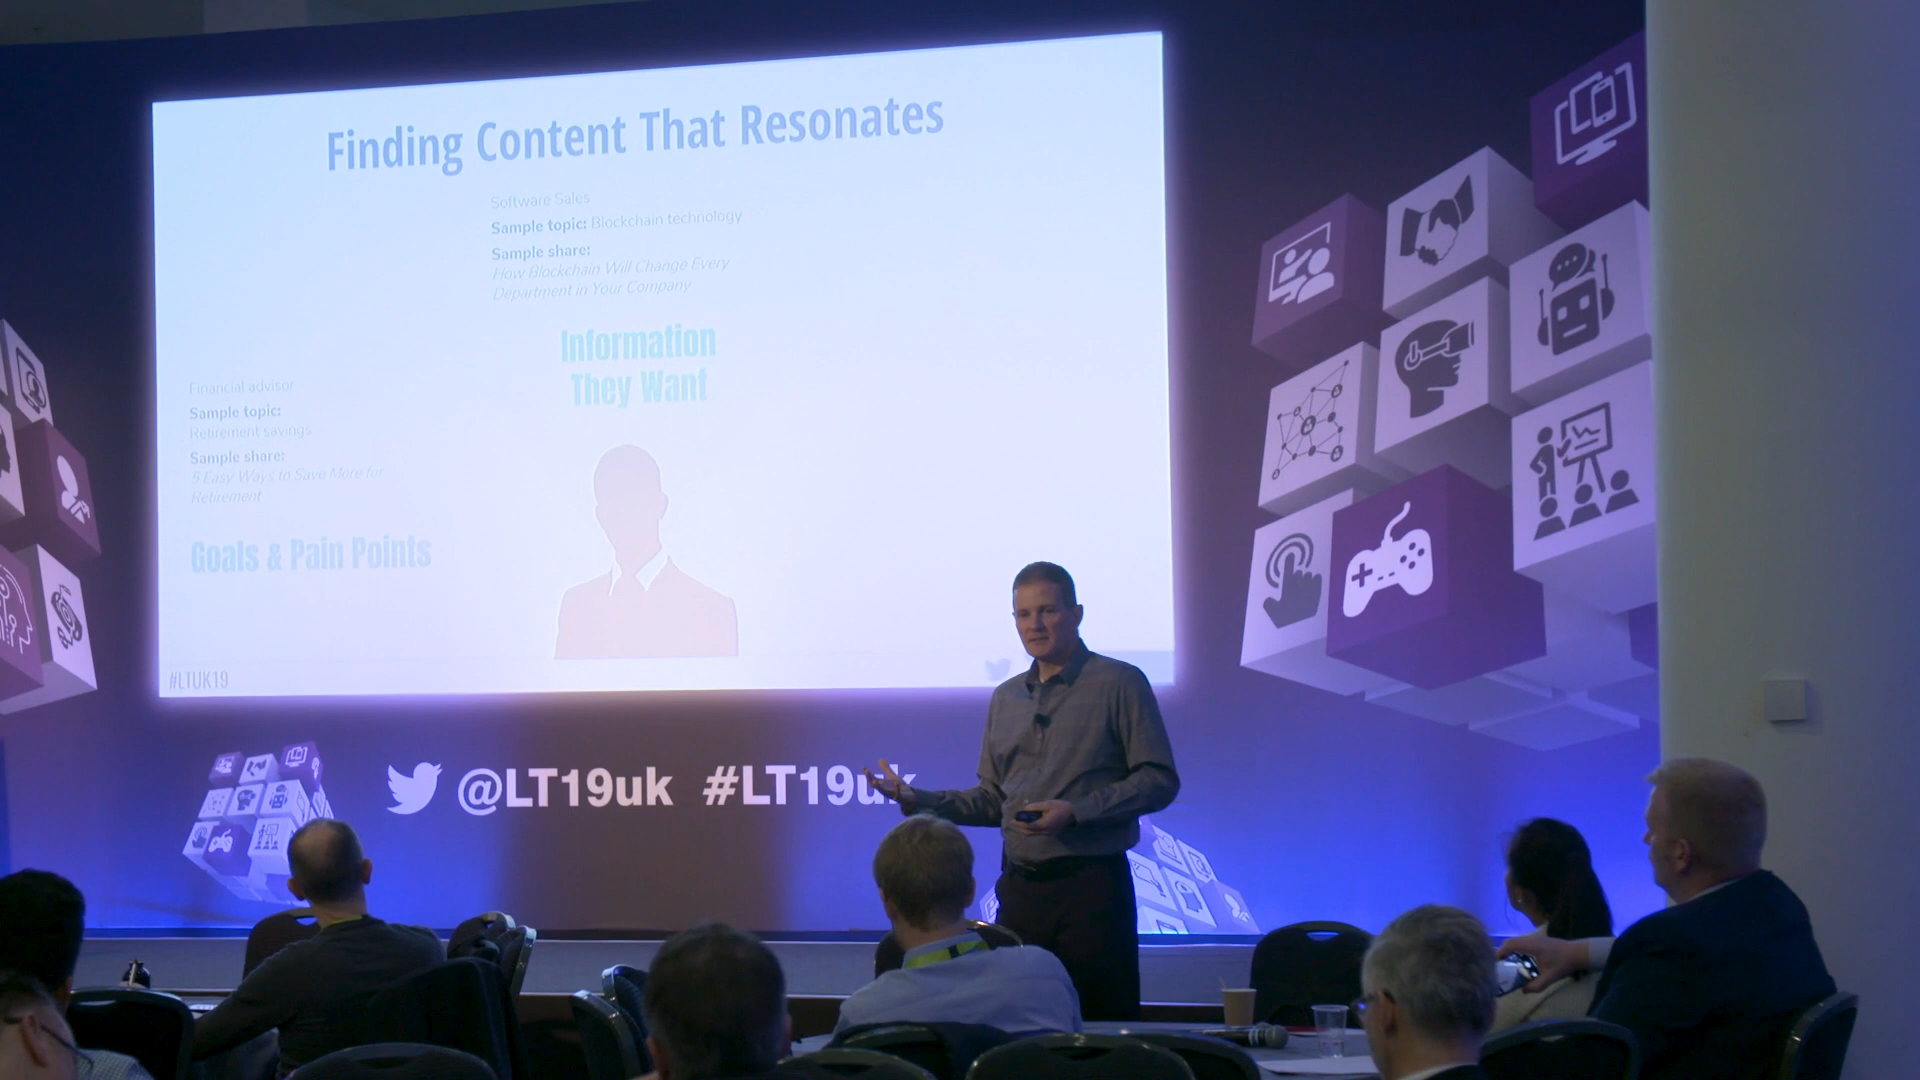 Finding Content That Resonates
Software Sales
Sample topic: Blockchain technology
Sample share:
How Blockchain Will Change Every
Department in Your Company
Information
They Want
Financial advisor
Sample topic:
Retirement savings
Sample share:
5 Easy Ways to Save More for
Retirement
Goals & Pain Points
#LTUK19
@LT19uk #LT19uk